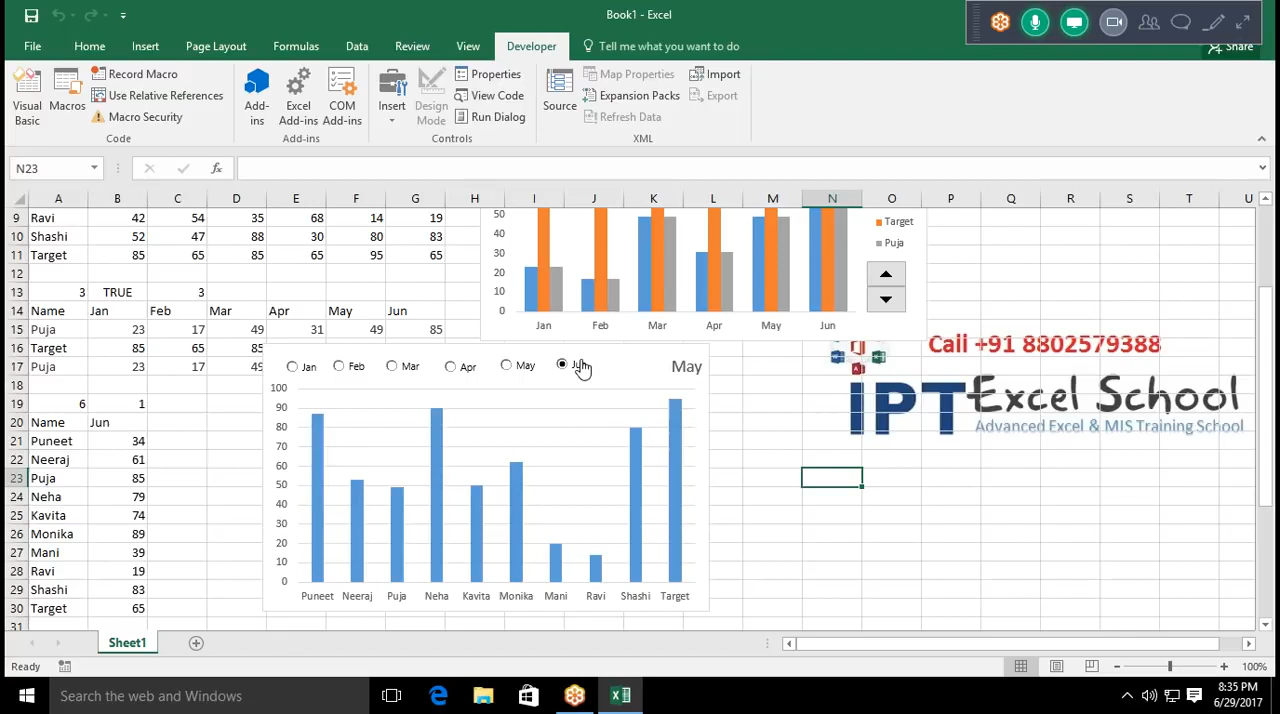 Book1 - Excel
File Home Insert Page Layout Formulas Data Review View Developer Tell me what you want to do Share
Visual Basic Macros Record Macro Use Relative References Macro Security
Add-ins Excel Add-ins COM Add-ins
Insert Design Mode Properties View Code Run Dialog
Source Map Properties Expansion Packs Refresh Data Import Export
Code Add-ins Controls XML
N23 fx
A B C D E F G H I J K L M N O P Q R S T U
9 Ravi 42 54 35 68 14 19
10 Shashi 52 47 88 30 80 83
11 Target 85 65 85 65 95 65
12
13 3 TRUE 3
14 Name Jan Feb Mar Apr May Jun
15 Puja 23 17 49 31 49 85
16 Target 85 65 85
17 Puja 23 17 49
18
19 6 1
20 Name Jun
21 Puneet 34
22 Neeraj 61
23 Puja 85
24 Neha 79
25 Kavita 74
26 Monika 89
27 Mani 39
28 Ravi 19
29 Shashi 83
30 Target 65
31
50
40
30
20
10
0
Jan Feb Mar Apr May Jun
Target
Puja
Jan Feb Mar Apr May May
100
90
80
70
60
50
40
30
20
10
0
Puneet Neeraj Puja Neha Kavita Monika Mani Ravi Shashi Target
Call +91 8802579388
IPT Excel School
Advanced Excel & MIS Training School
Sheet1
Ready 100%
Search the web and Windows
8:35 PM
6/29/2017